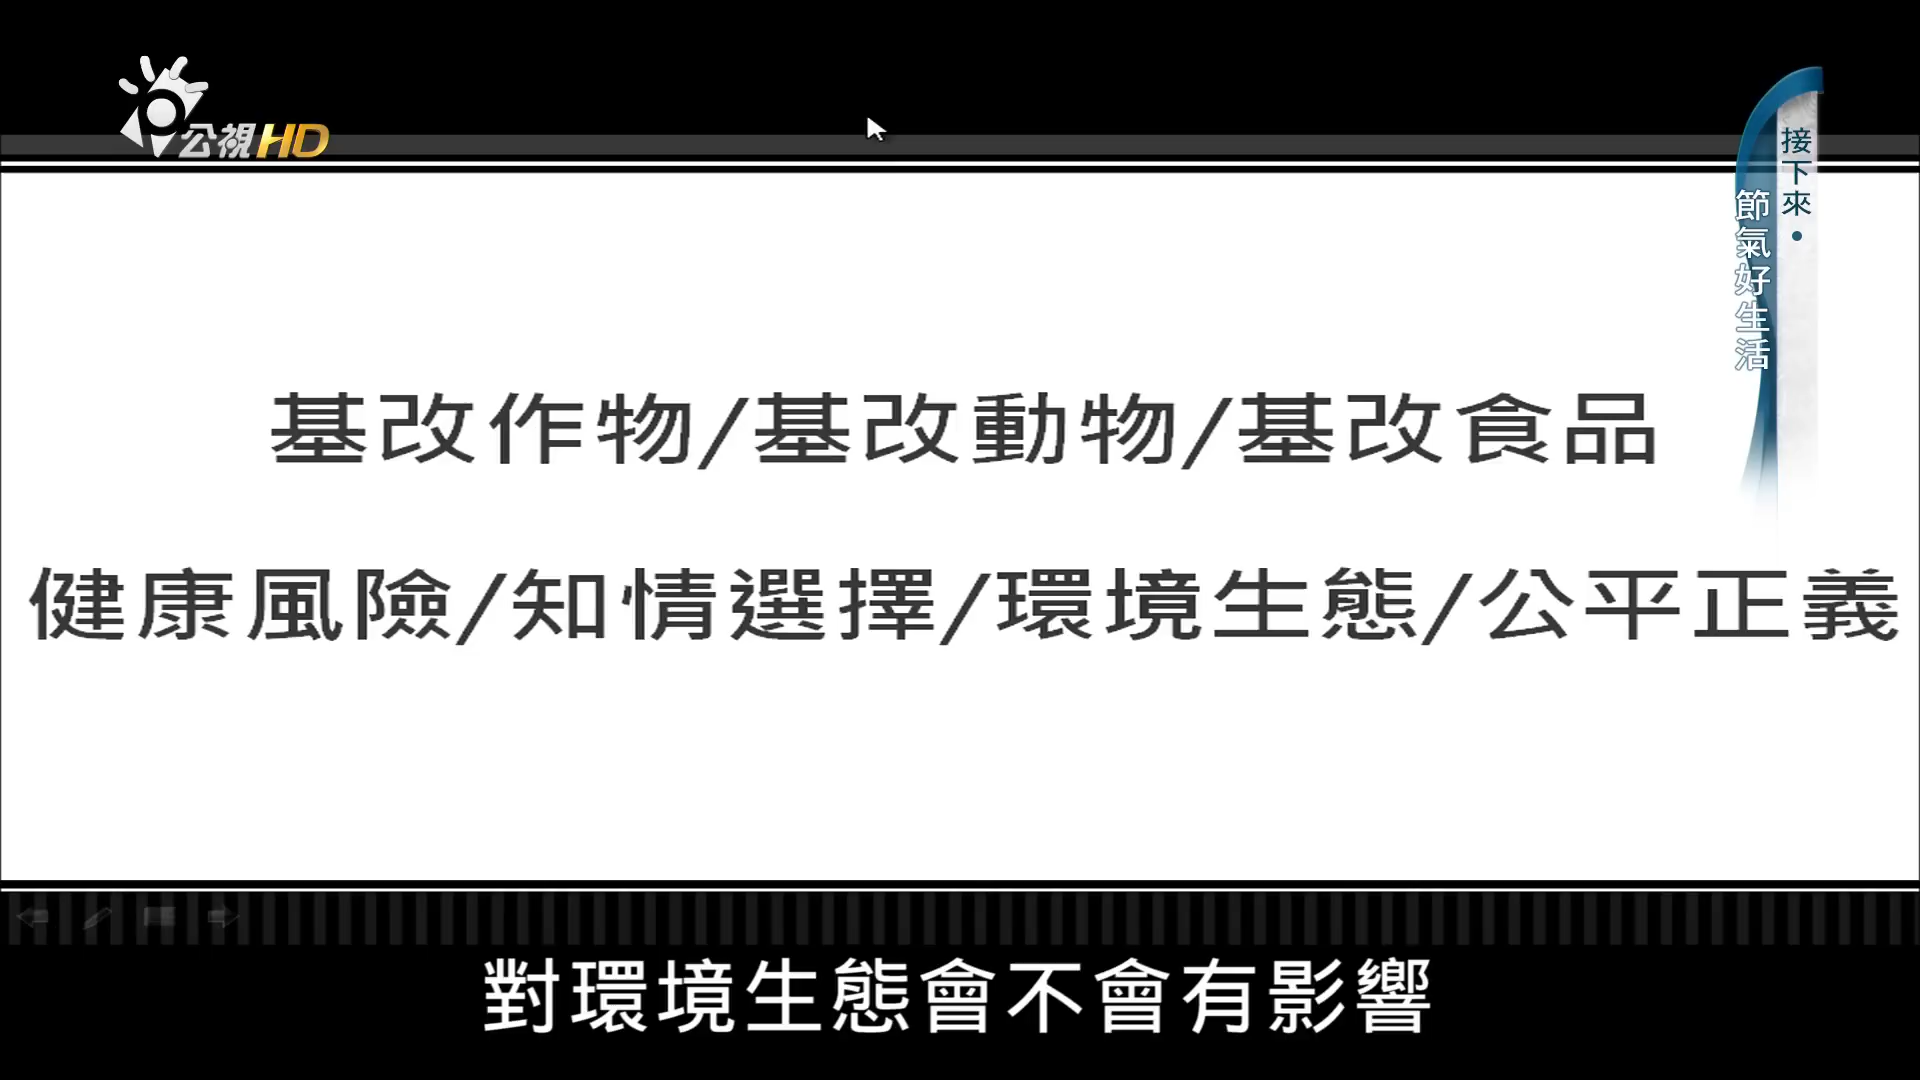 公視HD
接下來•
節氣好生活
基改作物/基改動物/基改食品
健康風險/知情選擇/環境生態/公平正義
對環境生態會不會有影響